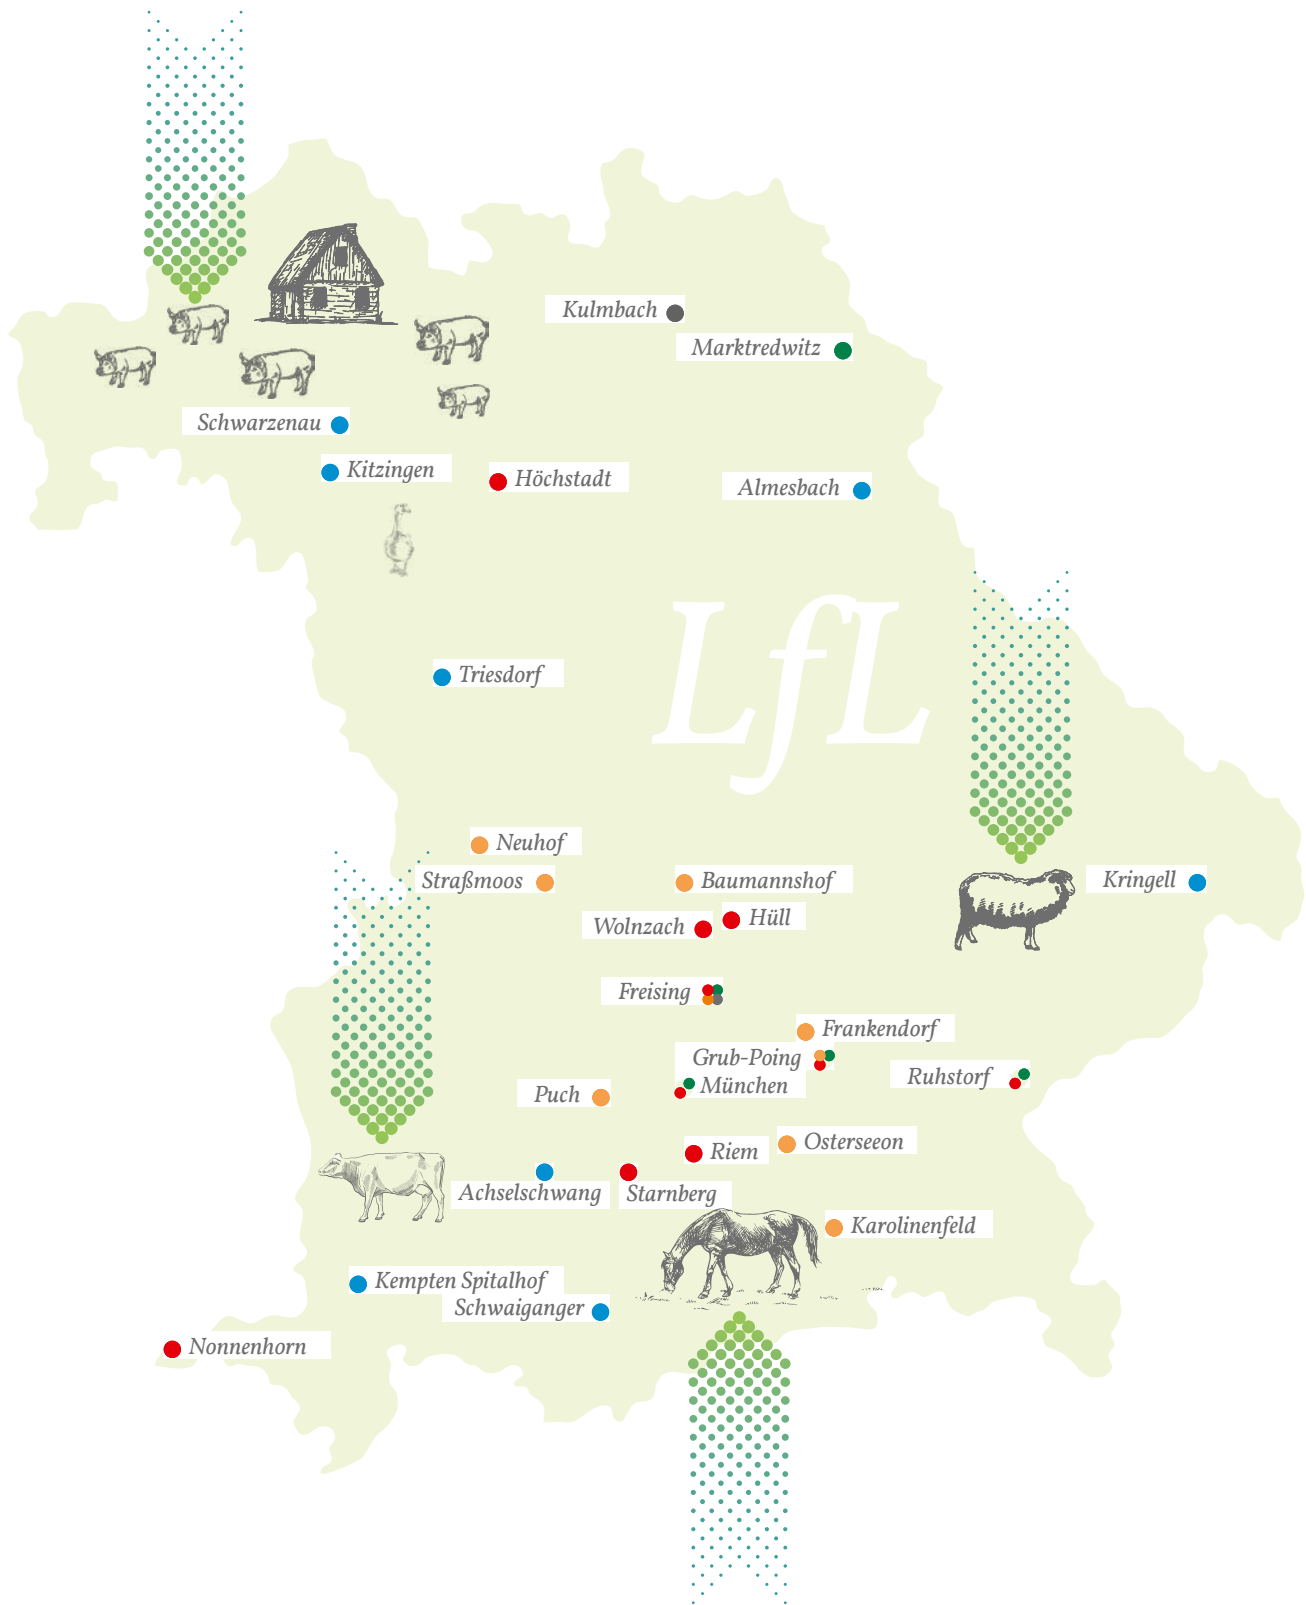 Kulmbach
Marktredwitz
Schwarzenau
Kitzingen
Höchstadt
Almesbach
LfL
Triesdorf
Neuhof
Straßmoos
Baumannshof
Kringell
Hüll
Wolnzach
Freising
Frankendorf
Grub-Poing
München
Ruhstorf
Puch
Osterseeon
Riem
Achselschwang
Starnberg
Karolinenfeld
Kempten Spitalhof
Schwaiganger
Nonnenhorn